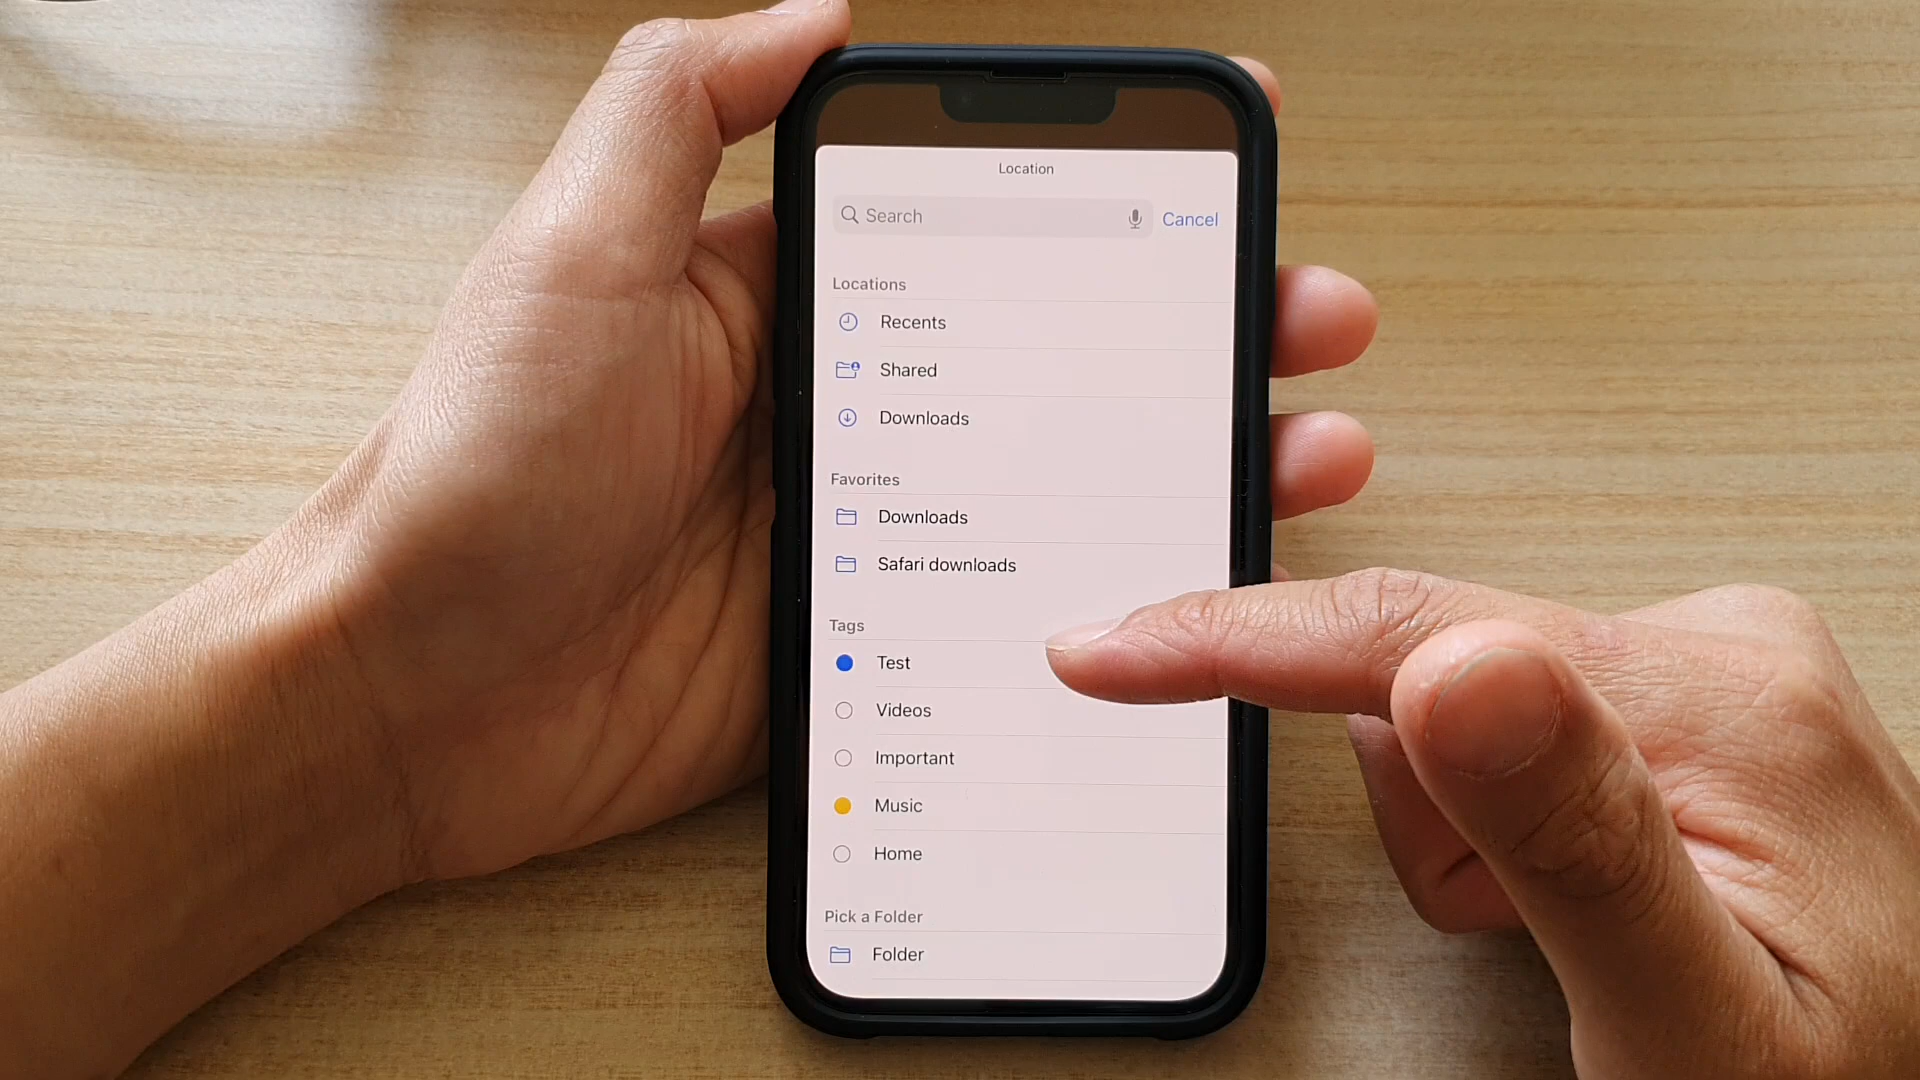 Location
Search
Cancel
Locations
Recents
Shared
Downloads
Favorites
Downloads
Safari downloads
Tags
Test
Videos
Important
Music
Home
Pick a Folder
Folder